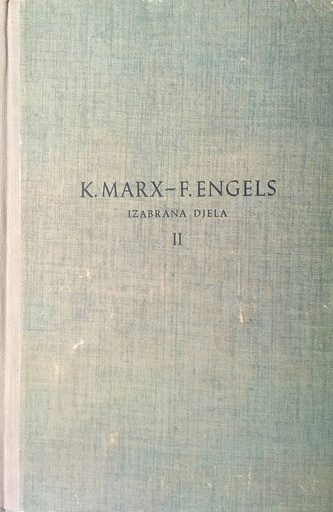 K. MARX–F. ENGELS
IZABRANA DJELA
II